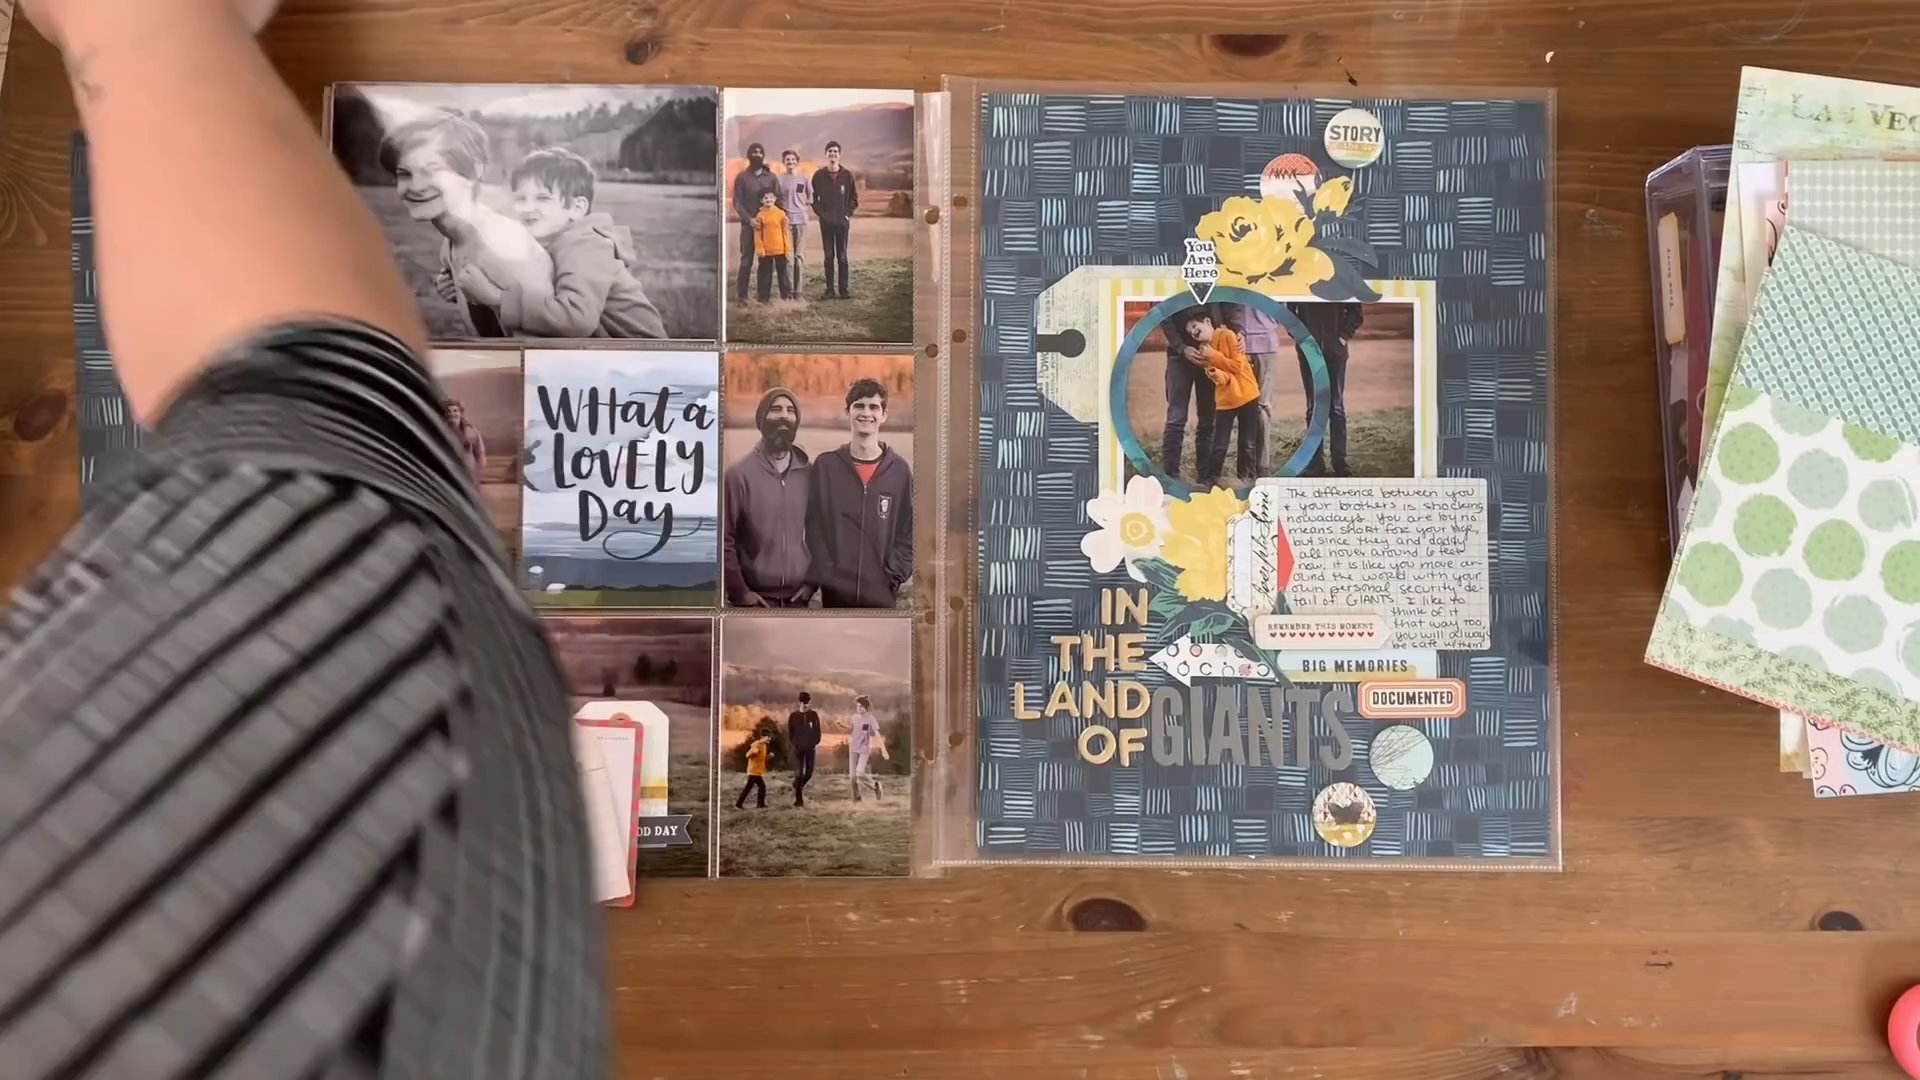 What a
Lovely
Day
OD DAY
STORY
of the day
You
Are
Here
The difference between you
+ your brothers is shocking
nowadays. You are by no
means short for your age,
but since they and daddy
all hover around 6 feet
now, it is like you move ar
ound the world with your
own personal security de-
tail of GIANTS. I like to
think of it
that way too,
you will always
be safe w/ them.
REMEMBER THIS MOMENT
BIG MEMORIES
DOCUMENTED
IN
THE
LAND
OF GIANTS